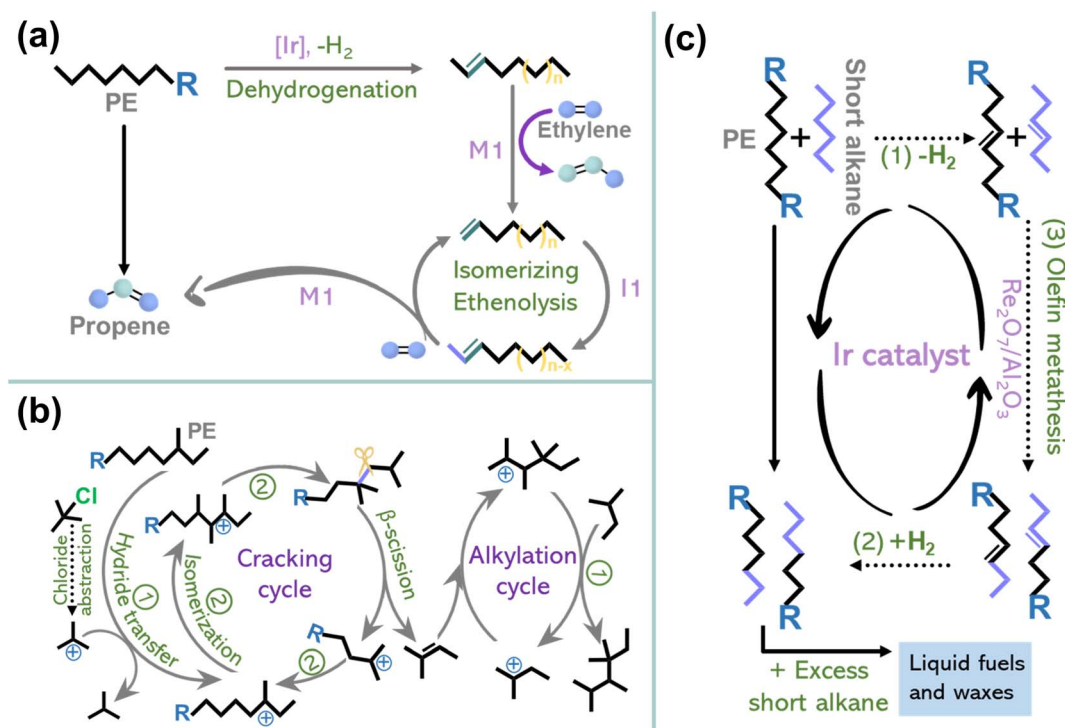 (a)
[Ir], -H₂
Dehydrogenation
R
PE
n
Ethylene
M1
n
Isomerizing
Ethenolysis
I1
M1
Propene
n-x
(b)
PE
R
Cl
Chloride
abstraction
Hydride transfer
①
R
②
Isomerization
②
Cracking
cycle
R
β-scission
R
②
R
Alkylation
cycle
①
(c)
R
PE
+
Short alkane
R
(1) -H₂
R
+
R
(3) Olefin metathesis
Re₂O₇/Al₂O₃
Ir catalyst
R
R
(2) +H₂
R
R
+ Excess
short alkane
Liquid fuels
and waxes